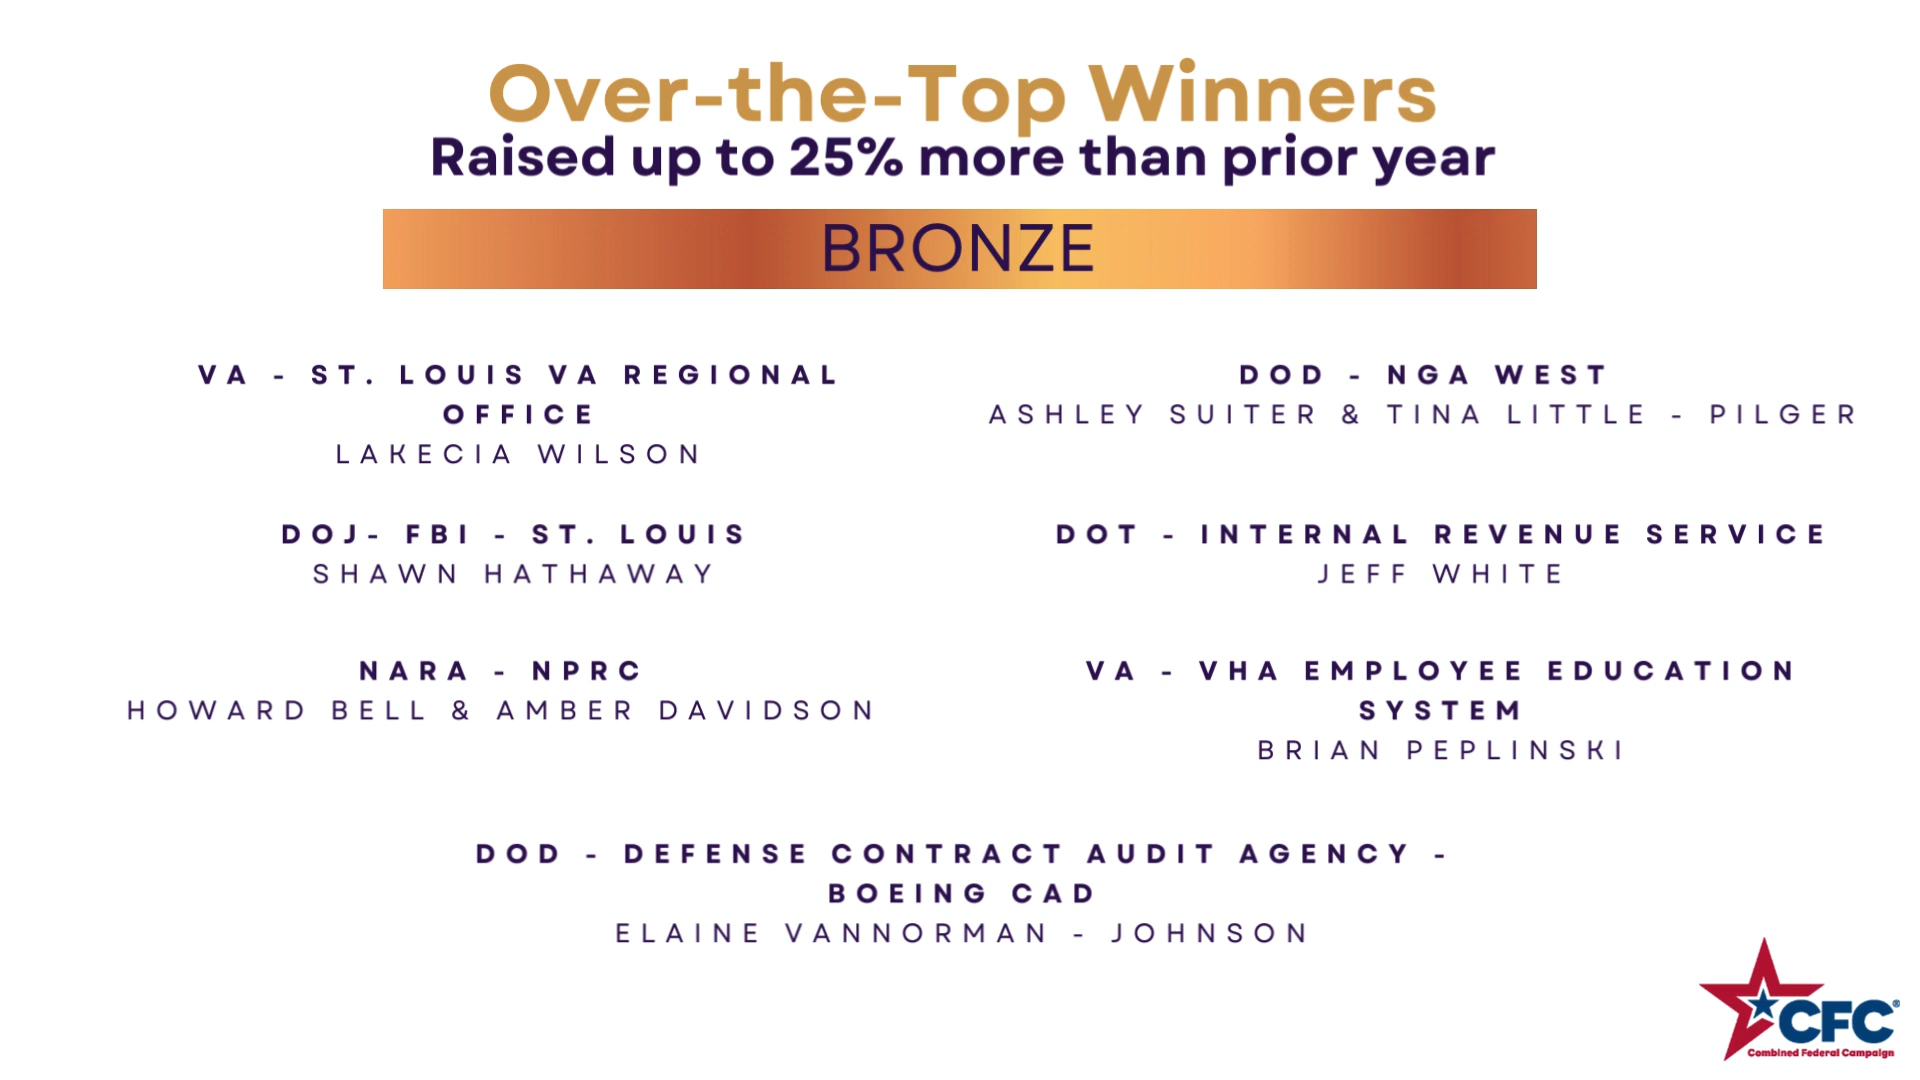 Over-the-Top Winners
Raised up to 25% more than prior year
BRONZE
VA - ST. LOUIS VA REGIONAL
OFFICE
LAKECIA WILSON
DOD - NGA WEST
ASHLEY SUITER & TINA LITTLE - PILGER
DOJ- FBI - ST. LOUIS
SHAWN HATHAWAY
DOT - INTERNAL REVENUE SERVICE
JEFF WHITE
NARA - NPRC
HOWARD BELL & AMBER DAVIDSON
VA - VHA EMPLOYEE EDUCATION
SYSTEM
BRIAN PEPLINSKI
DOD - DEFENSE CONTRACT AUDIT AGENCY -
BOEING CAD
ELAINE VANNORMAN - JOHNSON
CFC®
Combined Federal Campaign